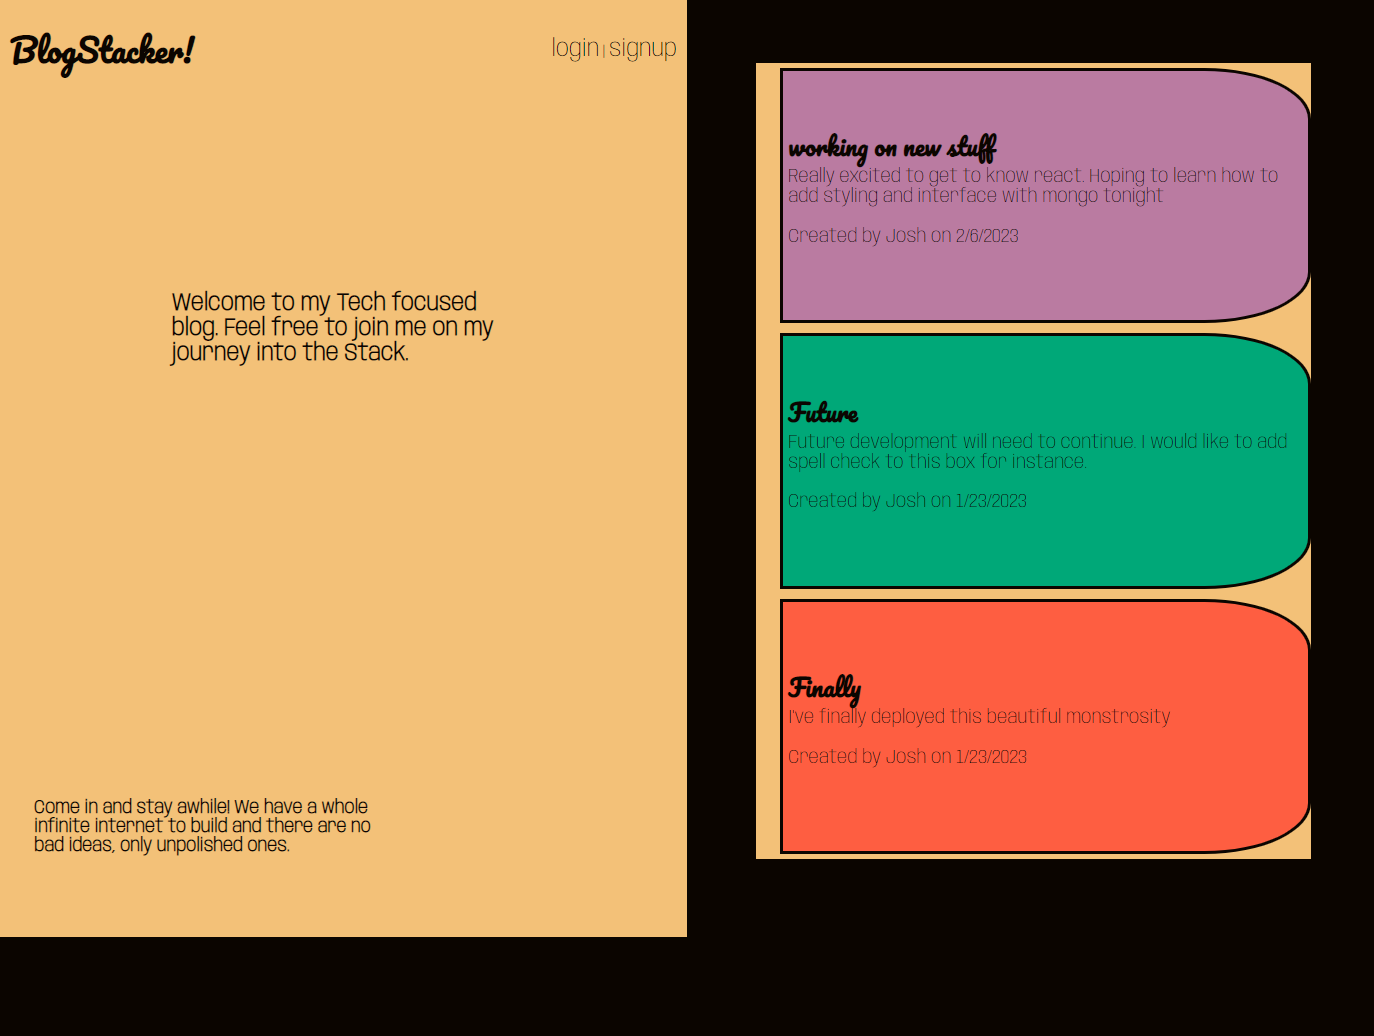 BlogStacker!
login | signup
Welcome to my Tech focused
blog. Feel free to join me on my
journey into the Stack.
Come in and stay awhile! We have a whole
infinite internet to build and there are no
bad ideas, only unpolished ones.
working on new stuff
Really excited to get to know react. Hoping to learn how to
add styling and interface with mongo tonight
Created by Josh on 2/6/2023
Future
Future development will need to continue. I would like to add
spell check to this box for instance.
Created by Josh on 1/23/2023
Finally
I've finally deployed this beautiful monstrosity
Created by Josh on 1/23/2023